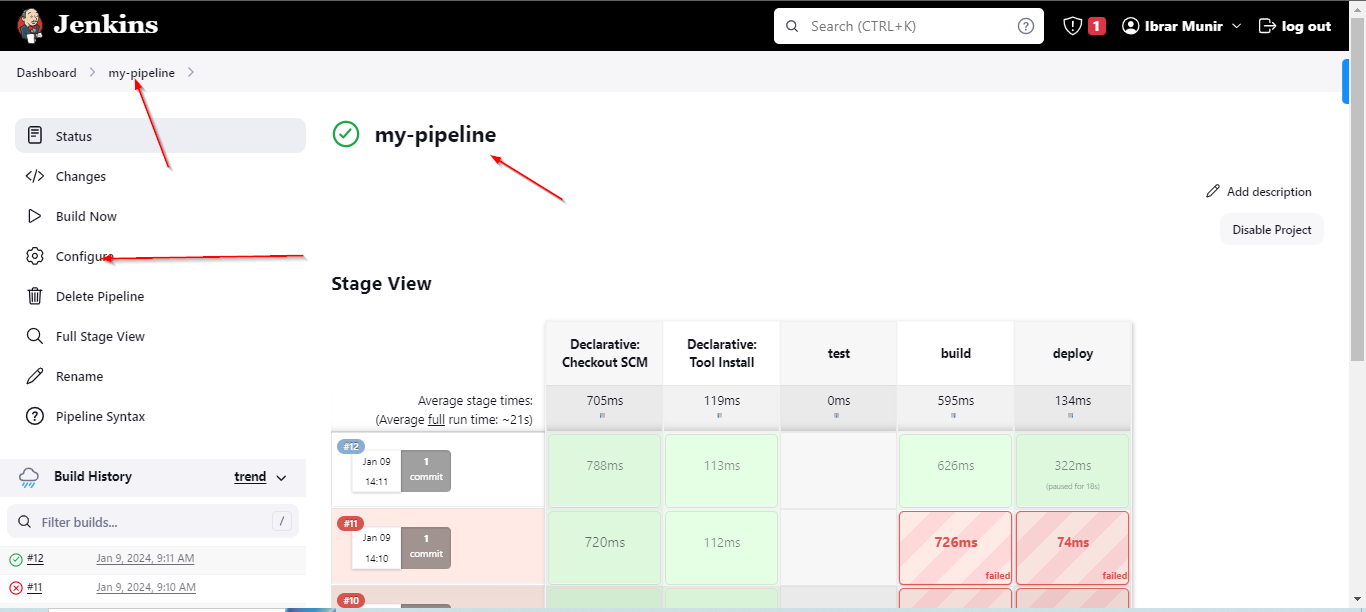 Jenkins
Search (CTRL+K)
1
Ibrar Munir
log out
Dashboard
my-pipeline
Status
Changes
Build Now
Configure
Delete Pipeline
Full Stage View
Rename
Pipeline Syntax
Build History
trend
Filter builds...
/
#12
Jan 9, 2024, 9:11 AM
#11
Jan 9, 2024, 9:10 AM
my-pipeline
Add description
Disable Project
Stage View
Declarative:
Checkout SCM
Declarative:
Tool Install
test
build
deploy
Average stage times:
(Average full run time: ~21s)
705ms
119ms
0ms
595ms
134ms
#12
Jan 09
14:11
1
commit
788ms
113ms
626ms
322ms
(paused for 18s)
#11
Jan 09
14:10
1
commit
720ms
112ms
726ms
failed
74ms
failed
#10